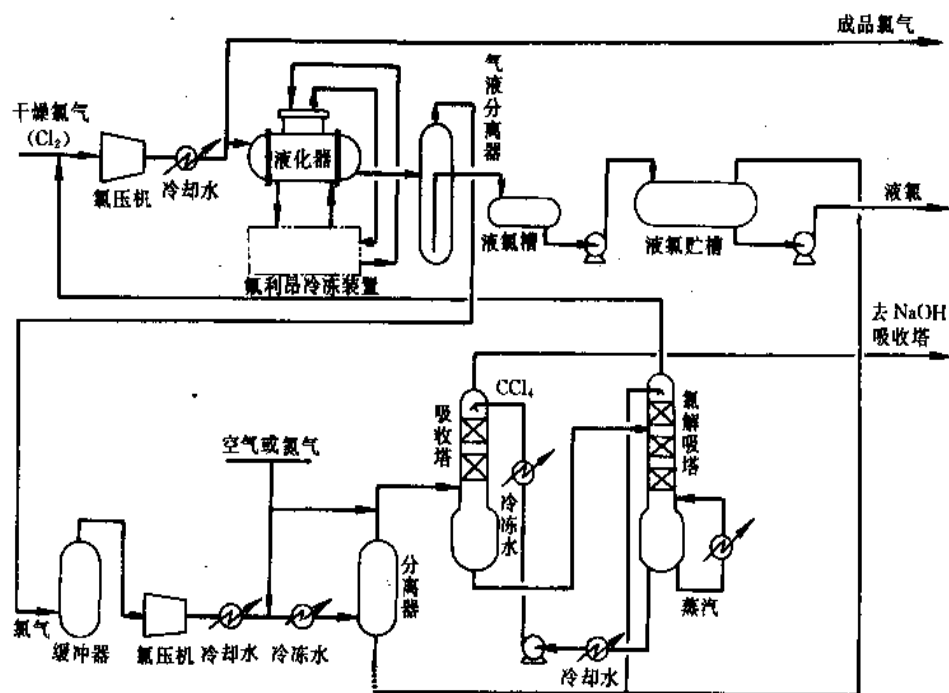 成品氯气
干燥氯气
(Cl₂)
氯压机
冷却水
液化器
氟利昂冷冻装置
气液分离器
液氯槽
液氯贮槽
液氯
去 NaOH
吸收塔
CCl₄
吸收塔
冷冻水
氯解吸塔
蒸汽
空气或氮气
氯气
缓冲器
氯压机
冷却水
冷冻水
分离器
冷却水